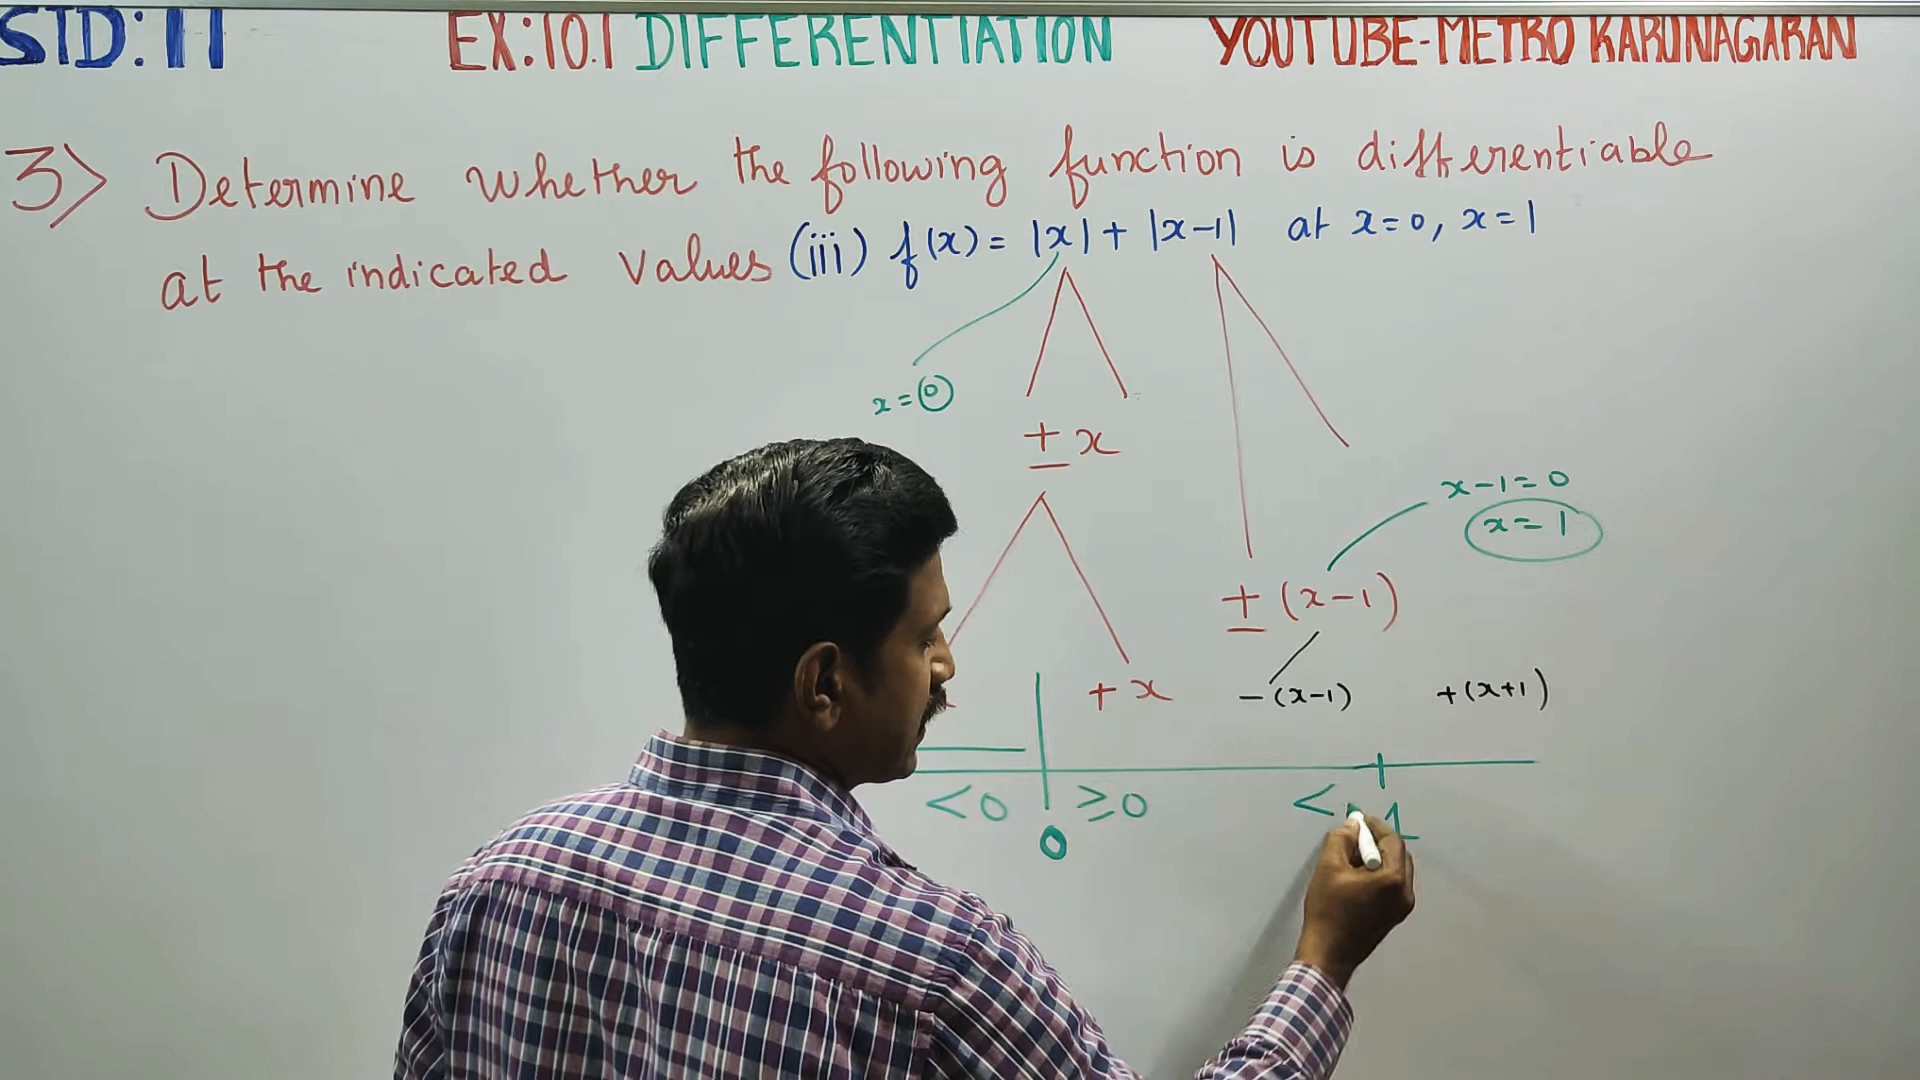 STD: 11 EX:10.1 DIFFERENTIATION YOUTUBE-METRO KARUNAGARAN
3> Determine whether the following function is differentiable
at the indicated values (iii) f(x) = |x| + |x-1| at x=0, x=1
x = 0
± x
x-1=0
x=1
± (x-1)
+x -(x-1) +(x+1)
<0 ≥0 < 1
0